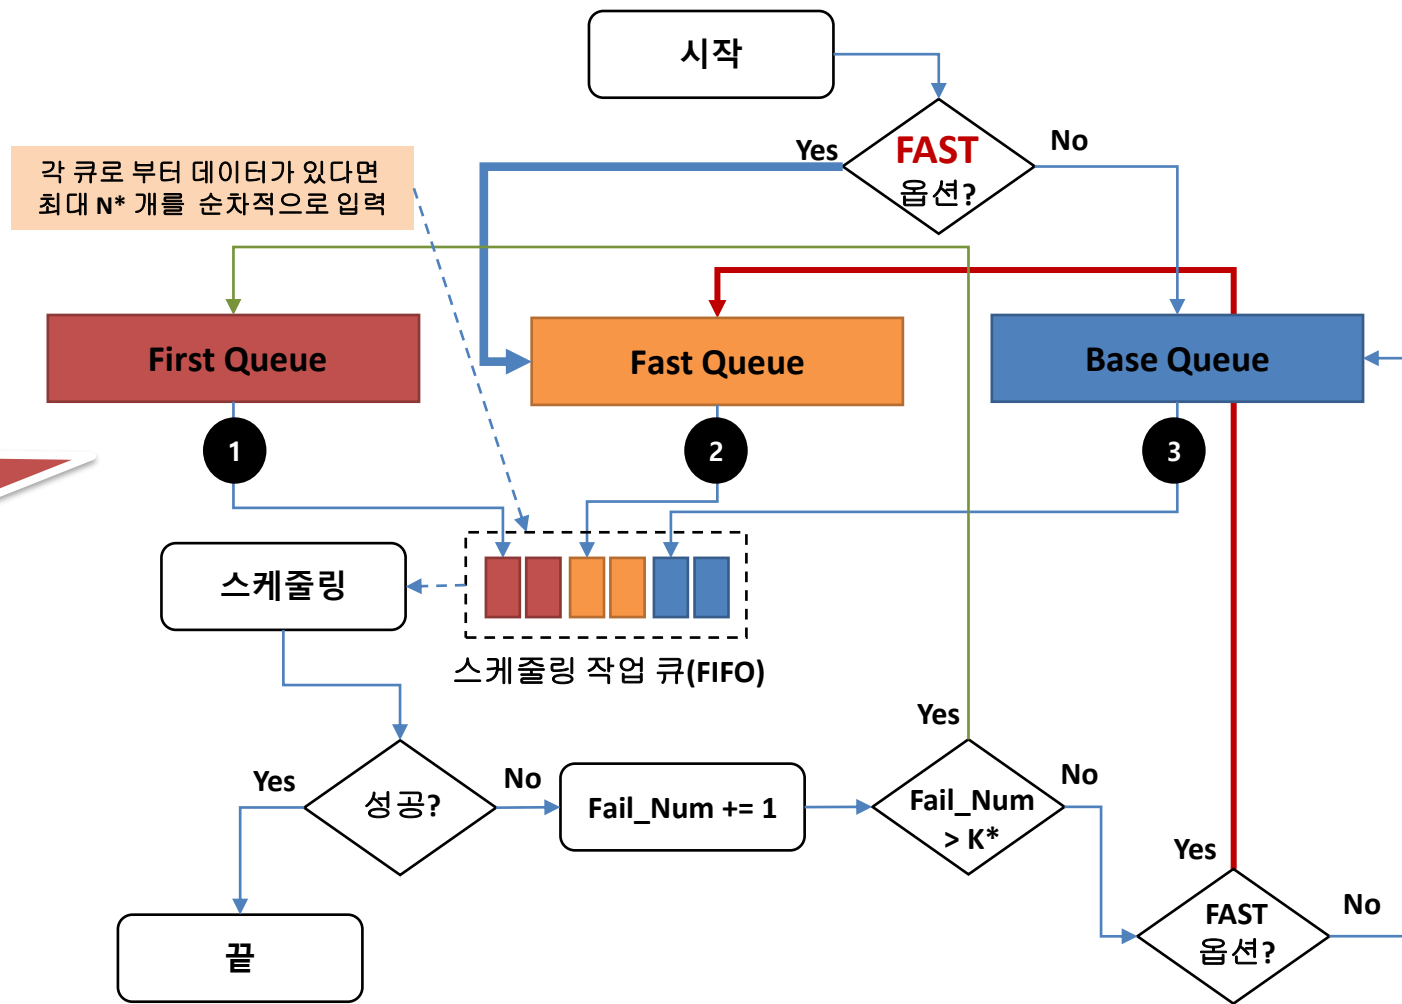 시작
FAST
옵션?
Yes
No
각 큐로 부터 데이터가 있다면
최대 N* 개를 순차적으로 입력
First Queue
Fast Queue
Base Queue
1
2
3
스케줄링
스케줄링 작업 큐(FIFO)
성공?
Yes
No
Fail_Num += 1
Fail_Num
> K*
Yes
No
FAST
옵션?
Yes
No
끝